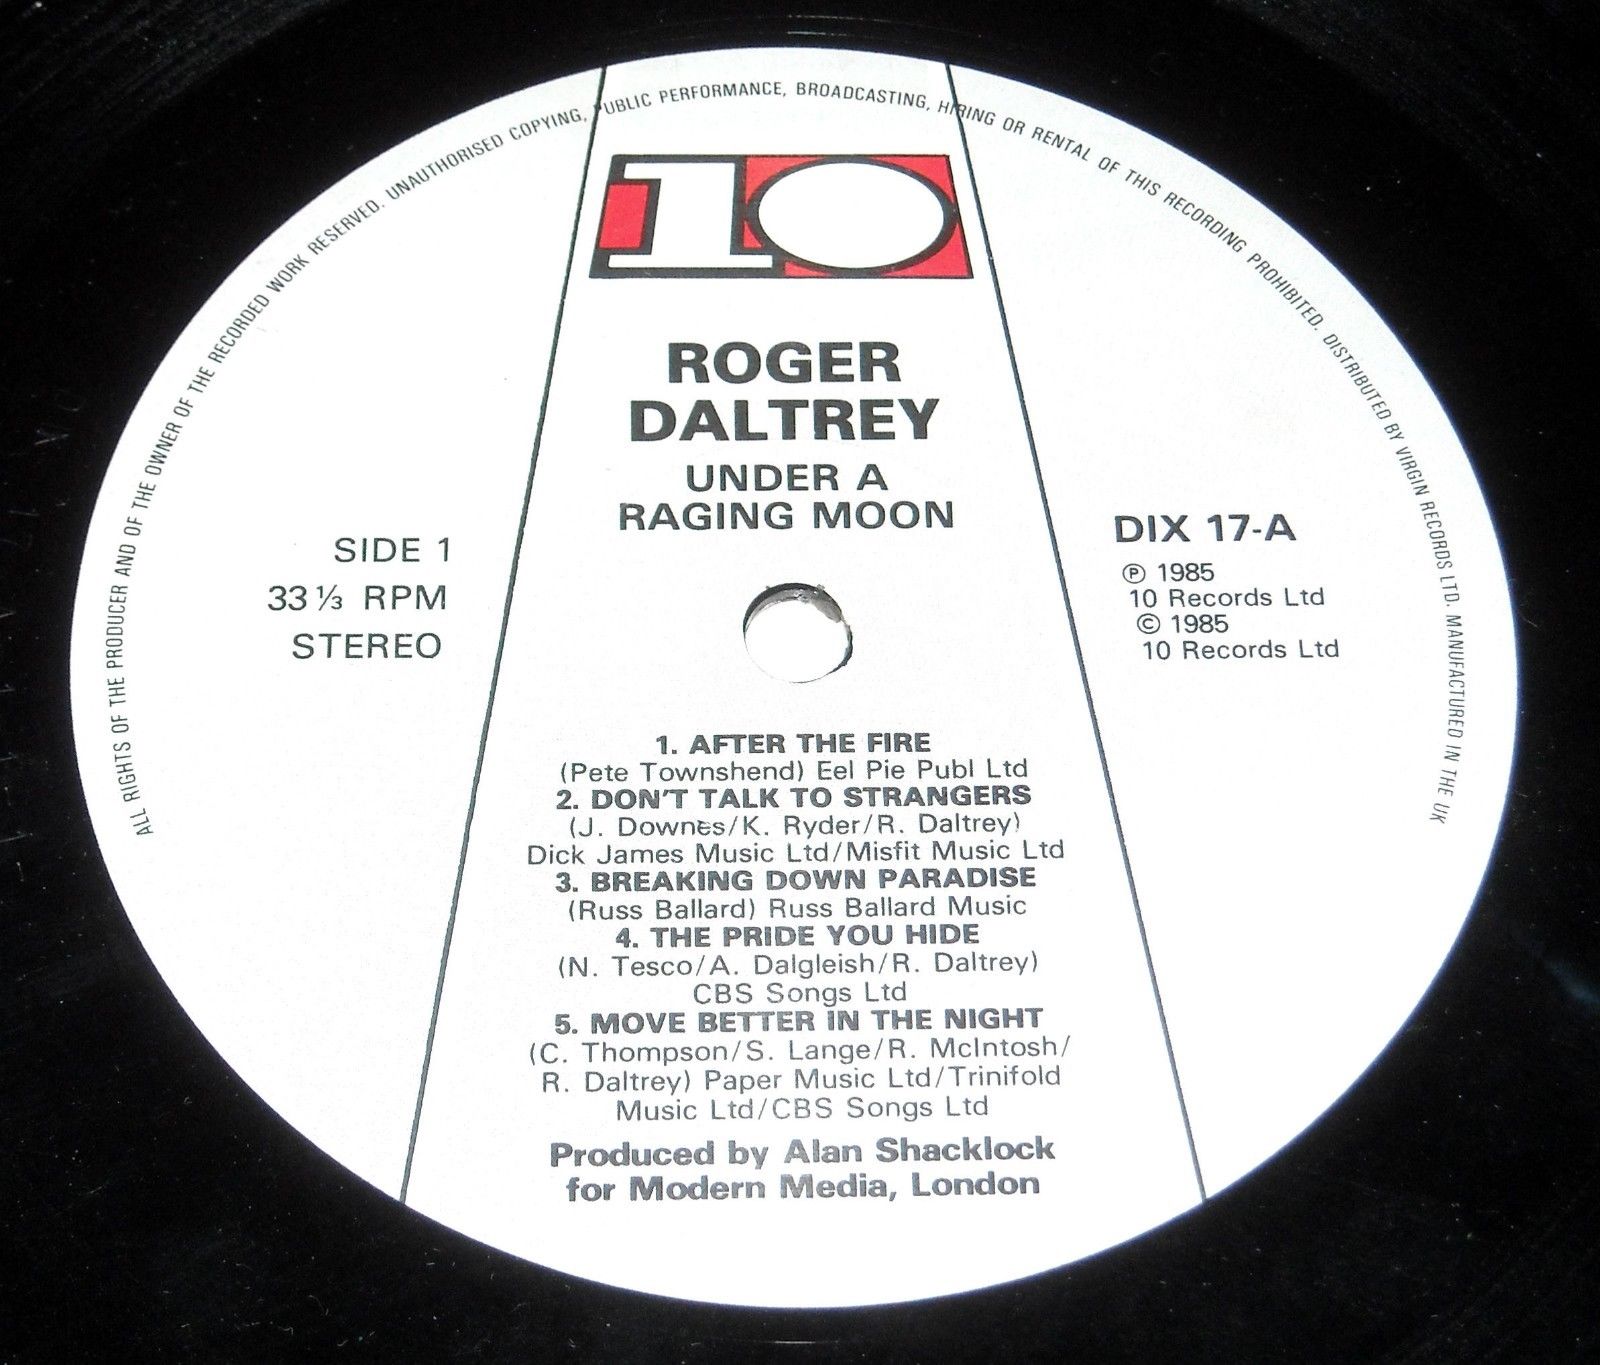 ALL RIGHTS OF THE PRODUCER AND OF THE OWNER OF THE RECORDED WORK RESERVED. UNAUTHORISED COPYING, PUBLIC PERFORMANCE, BROADCASTING, HIRING OR RENTAL OF THIS RECORDING PROHIBITED. DISTRIBUTED BY VIRGIN RECORDS LTD. MANUFACTURED IN THE UK
10
ROGER
DALTREY
UNDER A
RAGING MOON
SIDE 1
33 ⅓ RPM
STEREO
DIX 17-A
℗ 1985
10 Records Ltd
© 1985
10 Records Ltd
1. AFTER THE FIRE
(Pete Townshend) Eel Pie Publ Ltd
2. DON'T TALK TO STRANGERS
(J. Downes/K. Ryder/R. Daltrey)
Dick James Music Ltd/Misfit Music Ltd
3. BREAKING DOWN PARADISE
(Russ Ballard) Russ Ballard Music
4. THE PRIDE YOU HIDE
(N. Tesco/A. Dalgleish/R. Daltrey)
CBS Songs Ltd
5. MOVE BETTER IN THE NIGHT
(C. Thompson/S. Lange/R. McIntosh/
R. Daltrey) Paper Music Ltd/Trinifold
Music Ltd/CBS Songs Ltd
Produced by Alan Shacklock
for Modern Media, London